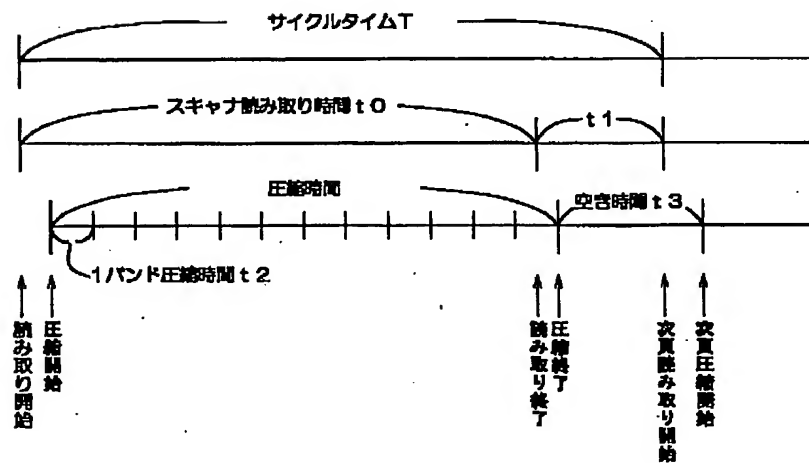 サイクルタイムT
スキャナ読み取り時間t0
t1
圧縮時間
空き時間t3
1バンド圧縮時間t2
読み取り開始
圧縮開始
読み取り終了
圧縮終了
次頁読み取り開始
次頁圧縮開始